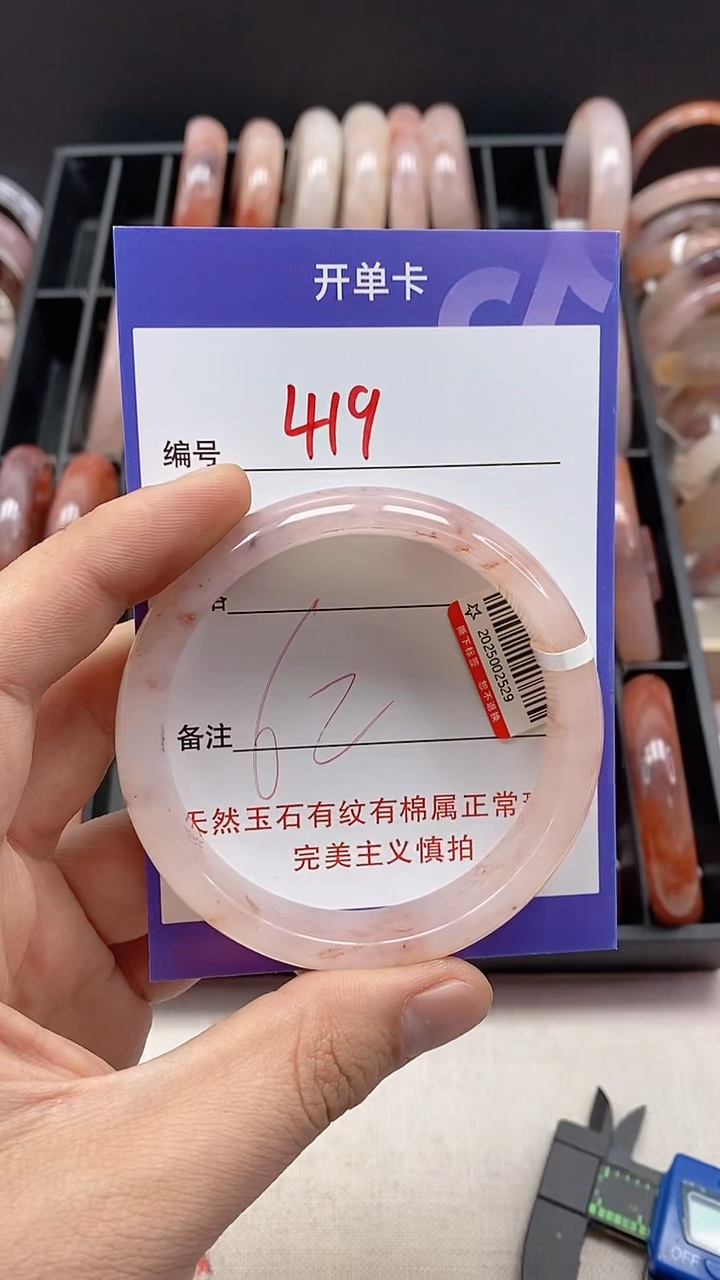 开单卡
编号 419
备注 62
2025002529
天然玉石有纹有棉属正常
完美主义慎拍
OFF